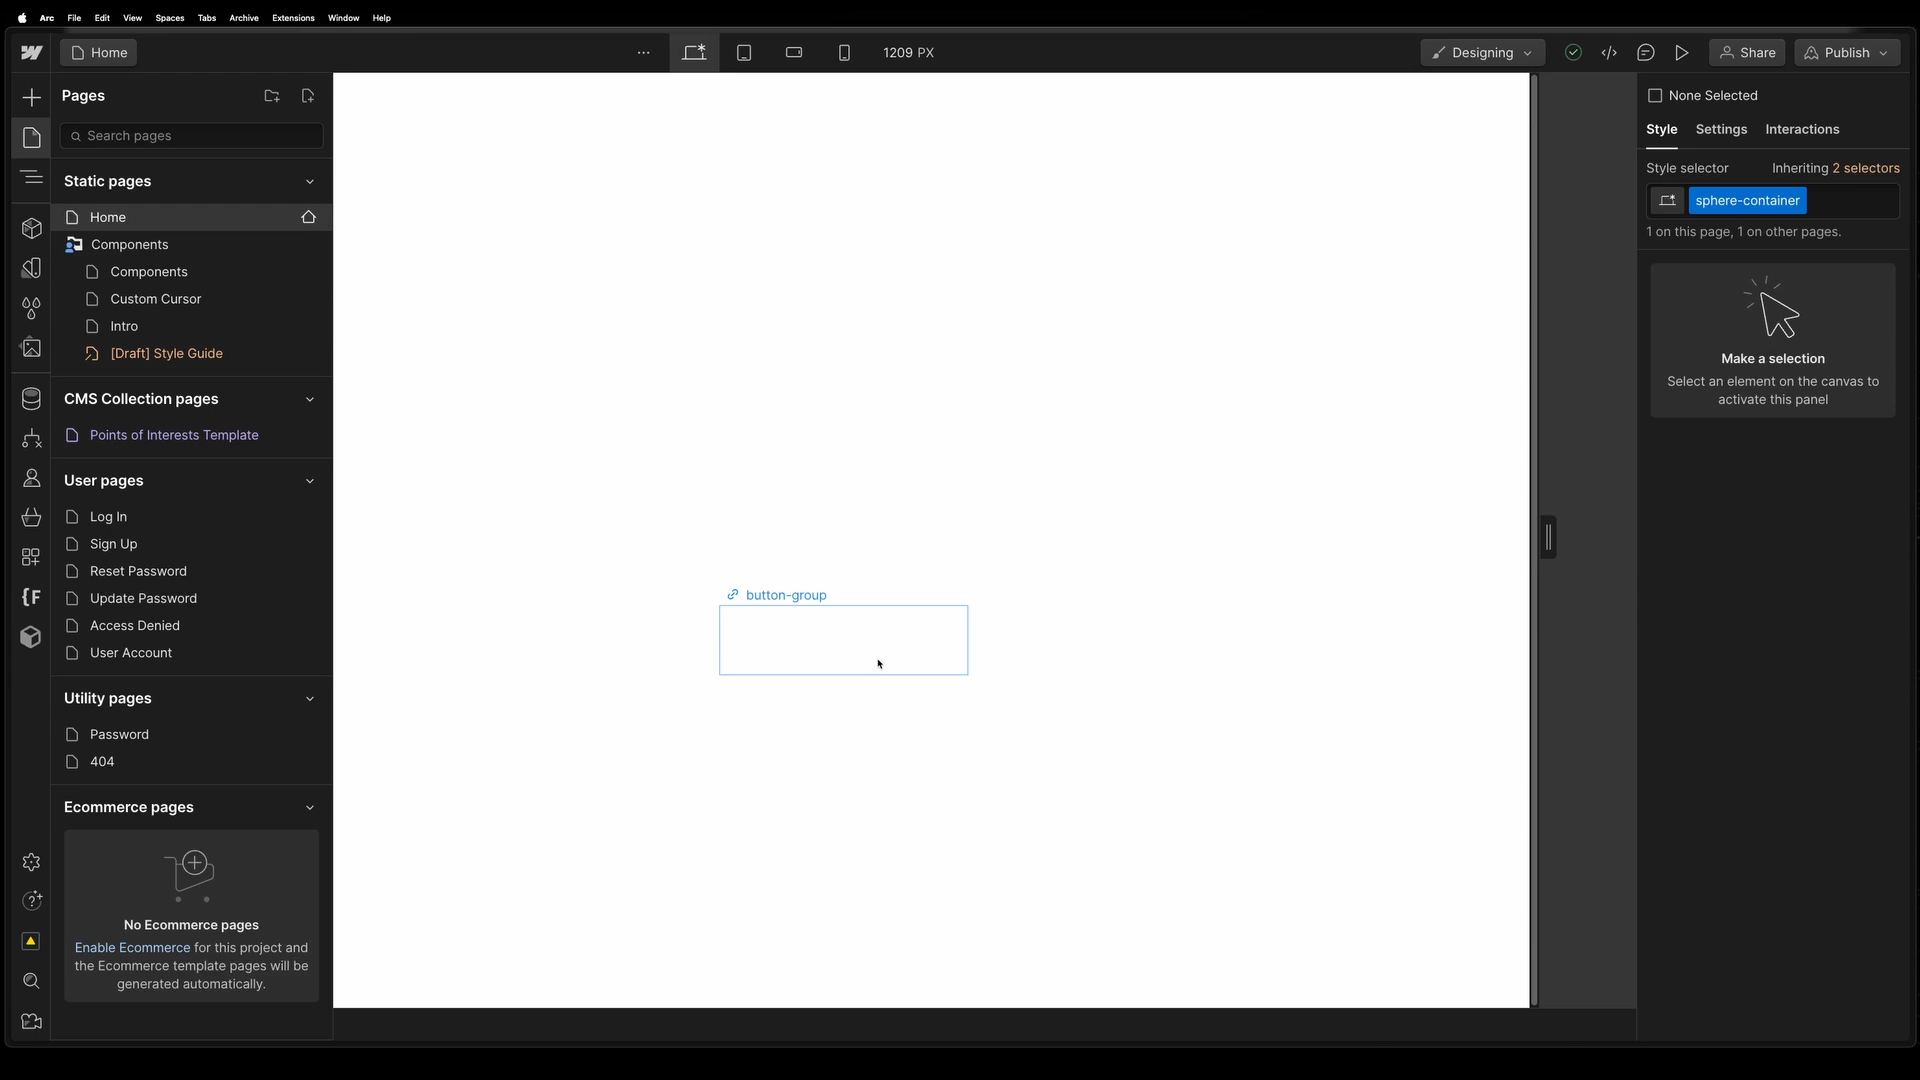 Arc File Edit View Spaces Tabs Archive Extensions Window Help
Home
1209 PX
Designing
Share
Publish
Pages
Search pages
Static pages
Home
Components
Components
Custom Cursor
Intro
[Draft] Style Guide
CMS Collection pages
Points of Interests Template
User pages
Log In
Sign Up
Reset Password
Update Password
Access Denied
User Account
Utility pages
Password
404
Ecommerce pages
No Ecommerce pages
Enable Ecommerce for this project and
the Ecommerce template pages will be
generated automatically.
button-group
None Selected
Style Settings Interactions
Style selector Inheriting 2 selectors
sphere-container
1 on this page, 1 on other pages.
Make a selection
Select an element on the canvas to
activate this panel